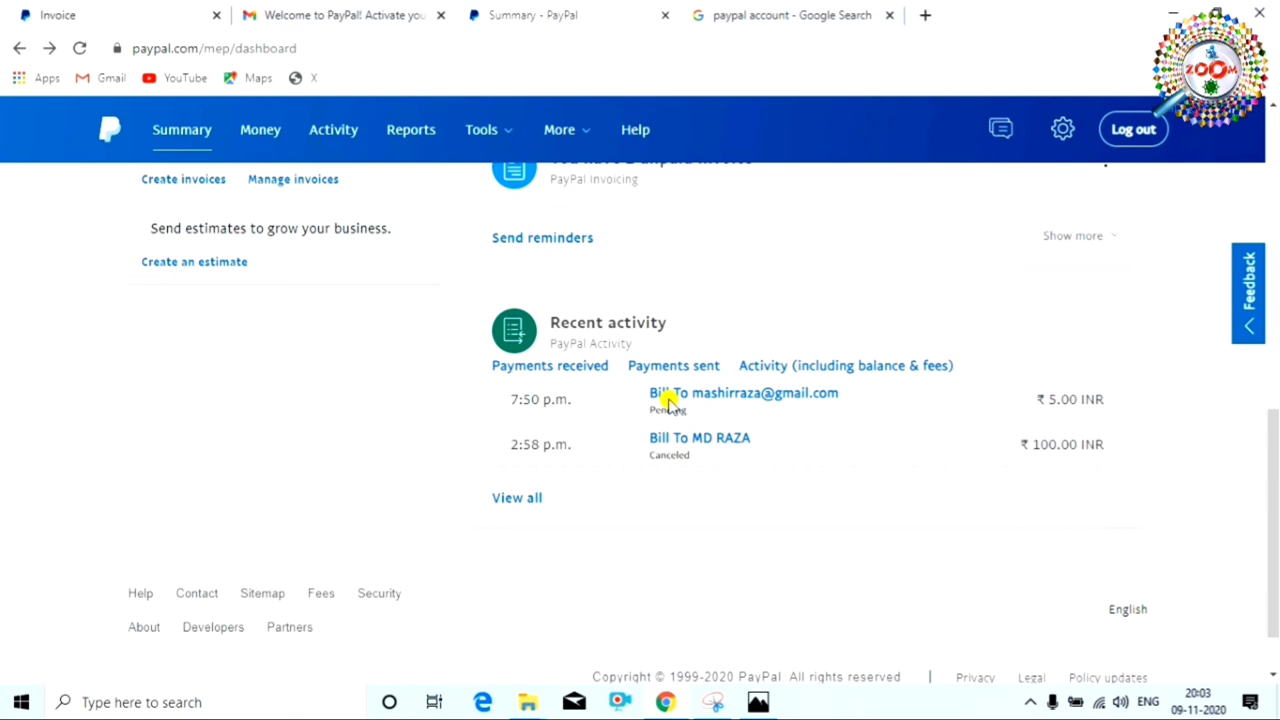 Invoice
Welcome to PayPal! Activate you
Summary - PayPal
paypal account - Google Search
paypal.com/mep/dashboard
Apps
Gmail
YouTube
Maps
X
ZOOM
Summary
Money
Activity
Reports
Tools
More
Help
Log out
Create invoices
Manage invoices
PayPal Invoicing
Send estimates to grow your business.
Send reminders
Show more
Create an estimate
Feedback
Recent activity
PayPal Activity
Payments received
Payments sent
Activity (including balance & fees)
7:50 p.m.
Bill To mashirraza@gmail.com
₹ 5.00 INR
2:58 p.m.
Bill To MD RAZA
₹ 100.00 INR
Canceled
View all
Help
Contact
Sitemap
Fees
Security
English
About
Developers
Partners
Copyright © 1999-2020 PayPal. All rights reserved
|
Privacy
Legal
Policy updates
Type here to search
ENG
20:03
09-11-2020